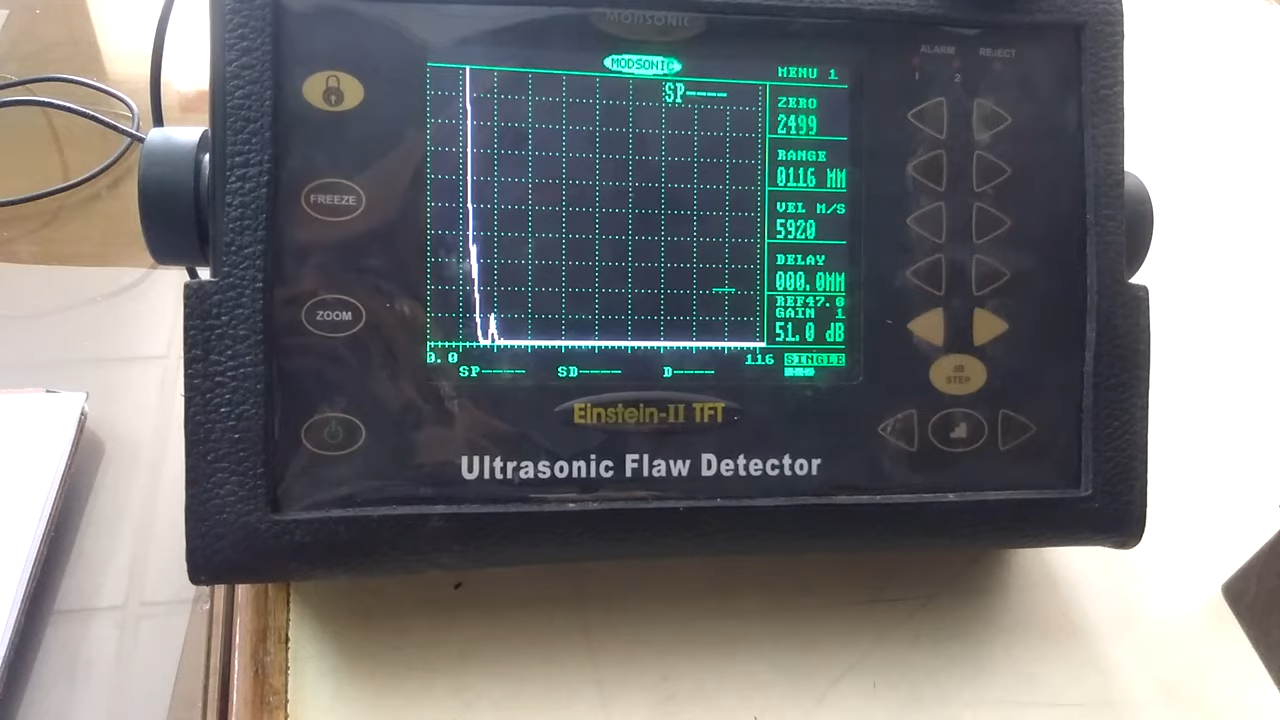 MODSONIC
MODSONIC
MENU 1
SP----
ZERO
2499
RANGE
0116 MM
VEL M/S
5920
DELAY
000.0MM
REF47.0
GAIN 1
51.0 dB
0.0
116
SINGLE
SP----
SD----
D----
ALARM
REJECT
1
2
FREEZE
ZOOM
dB
STEP
Einstein-II TFT
Ultrasonic Flaw Detector